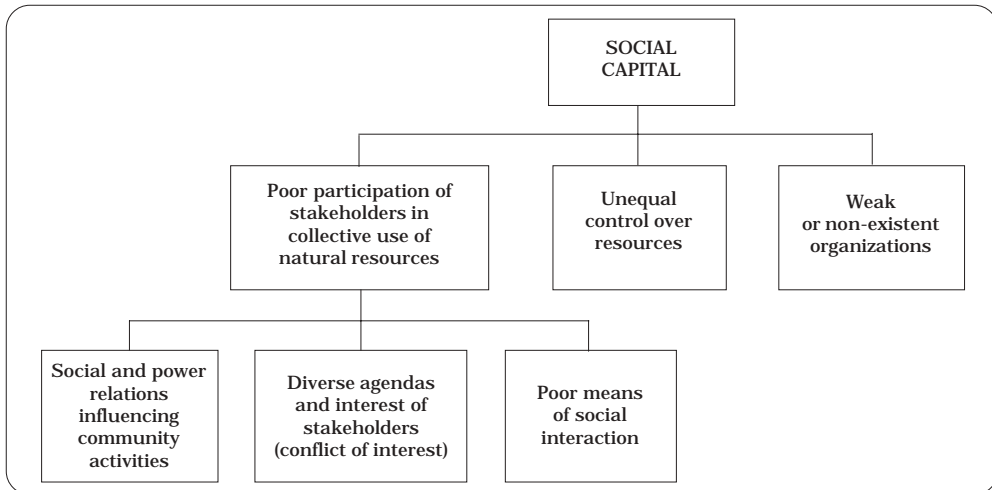 SOCIAL
CAPITAL
Poor participation of
stakeholders in
collective use of
natural resources
Unequal
control over
resources
Weak
or non-existent
organizations
Social and power
relations
influencing
community
activities
Diverse agendas
and interest of
stakeholders
(conflict of interest)
Poor means
of social
interaction